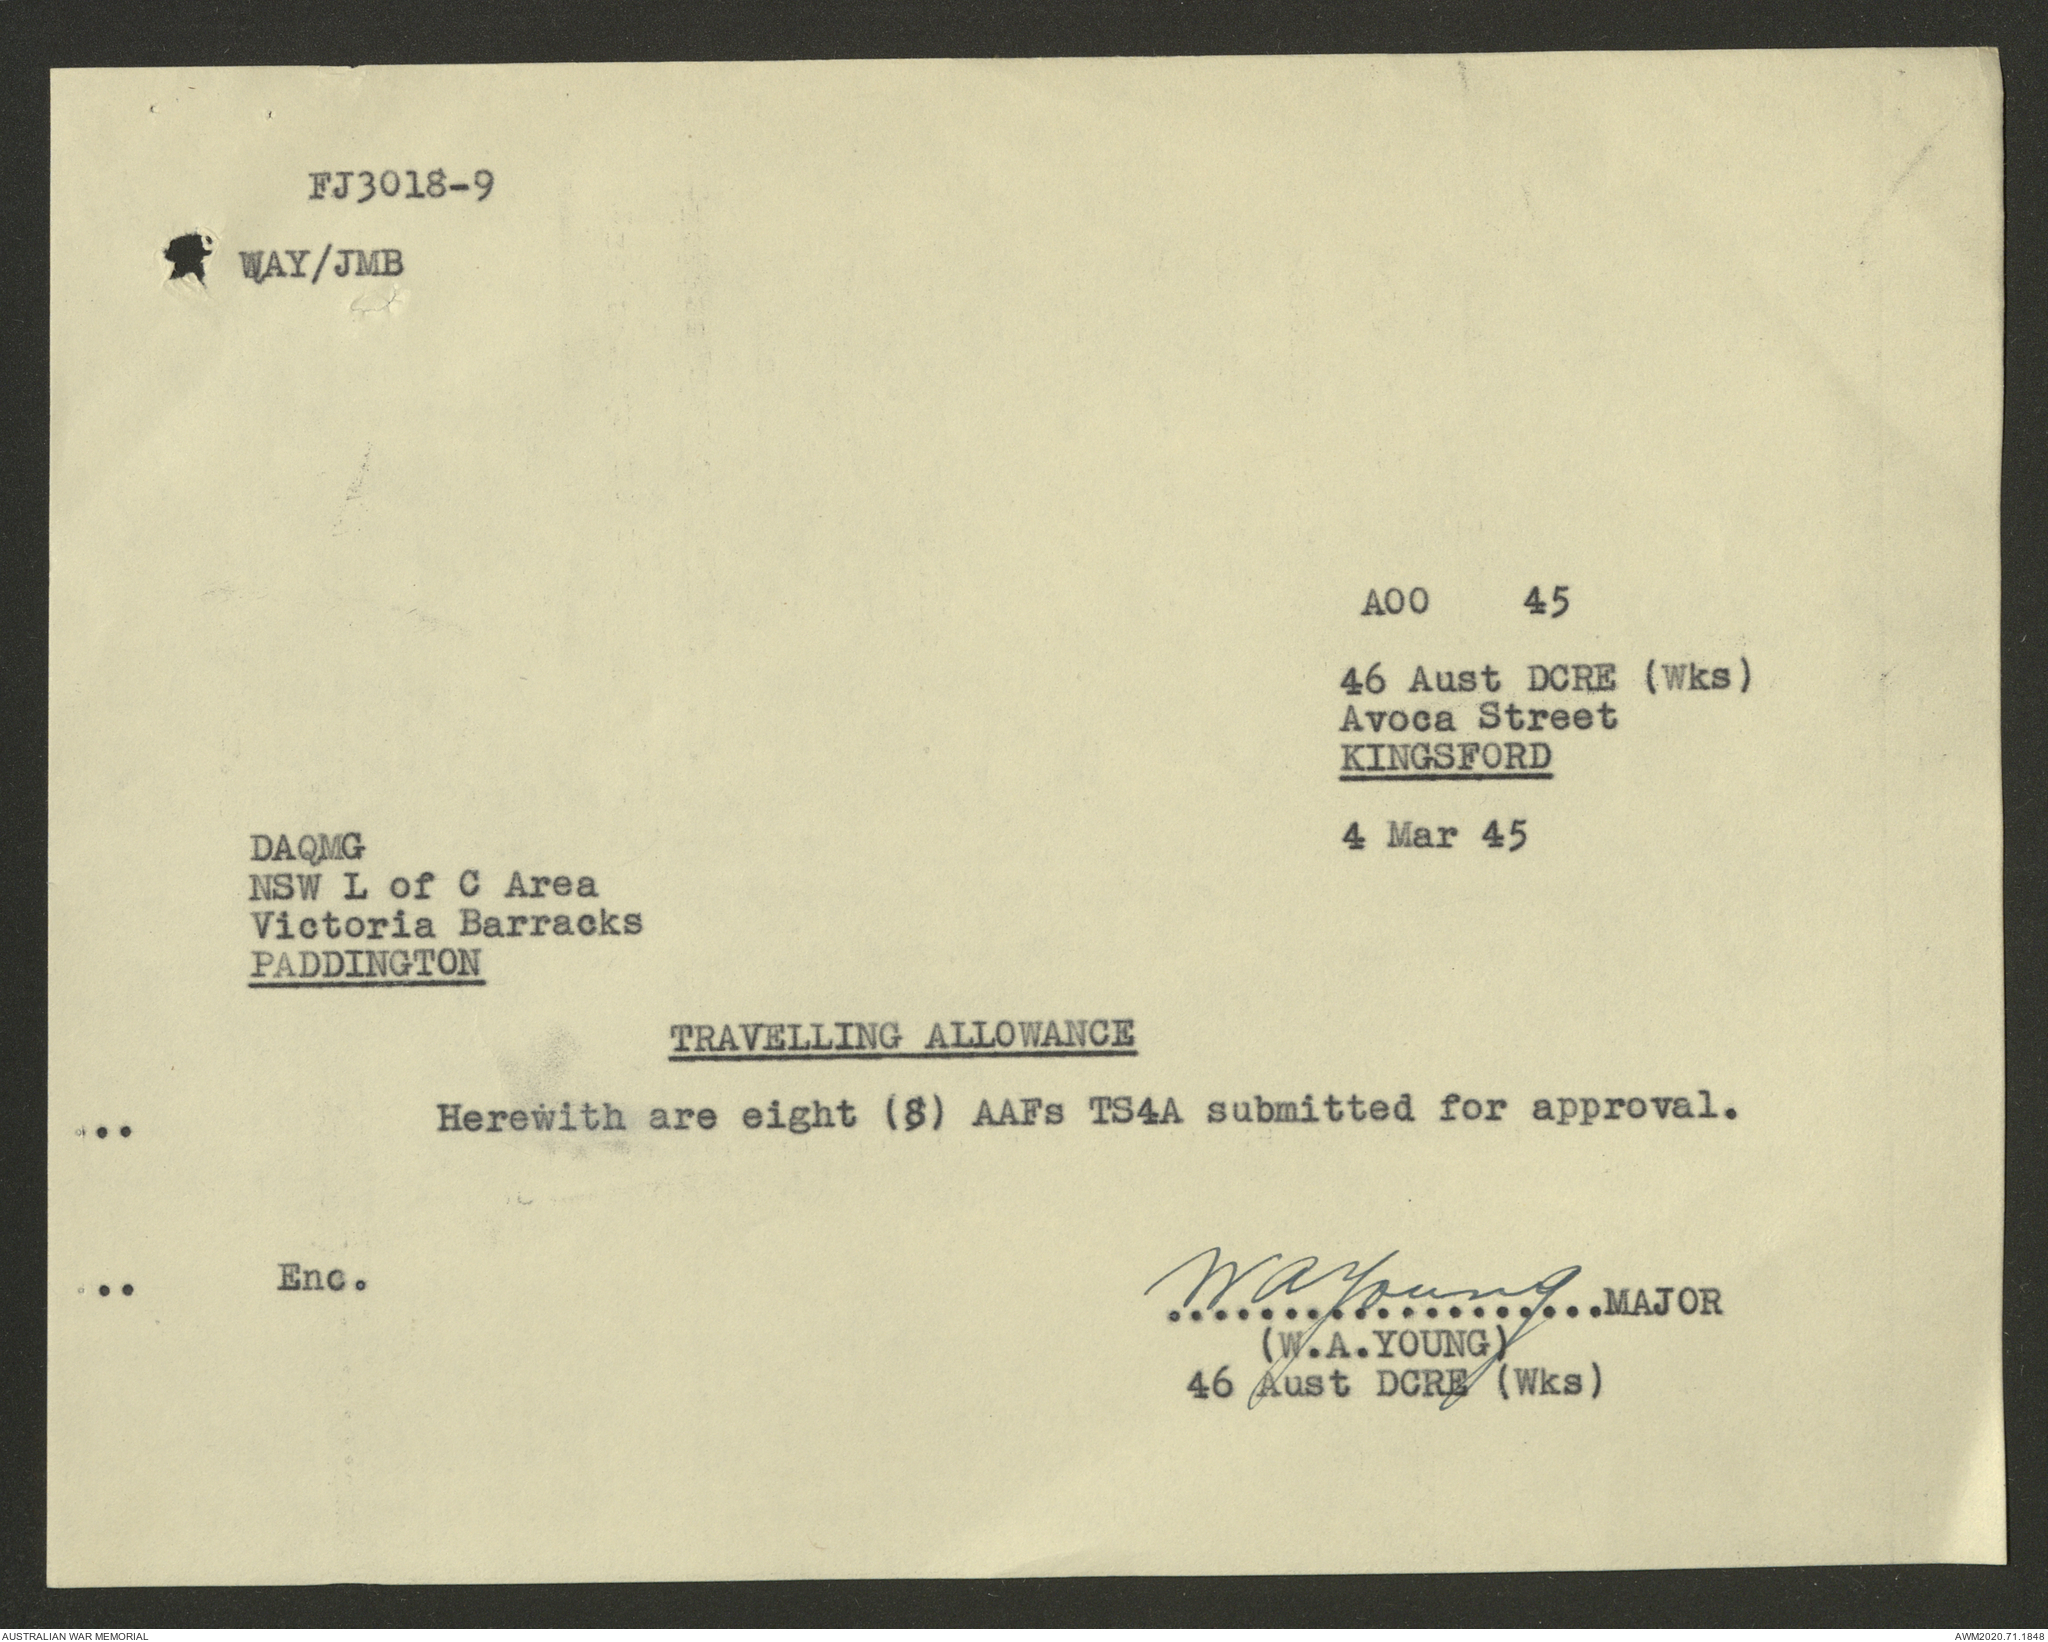 FJ3018-9
WAY/JMB
AOO 45
46 Aust DCRE (Wks)
Avoca Street
KINGSFORD
4 Mar 45
DAQMG
NSW L of C Area
Victoria Barracks
PADDINGTON
TRAVELLING ALLOWANCE
.. Herewith are eight (8) AAFs TS4A submitted for approval.
.. Enc.
W A Young
...................MAJOR
(W.A.YOUNG)
46 Aust DCRE (Wks)
AUSTRALIAN WAR MEMORIAL
AWM2020.71.1848